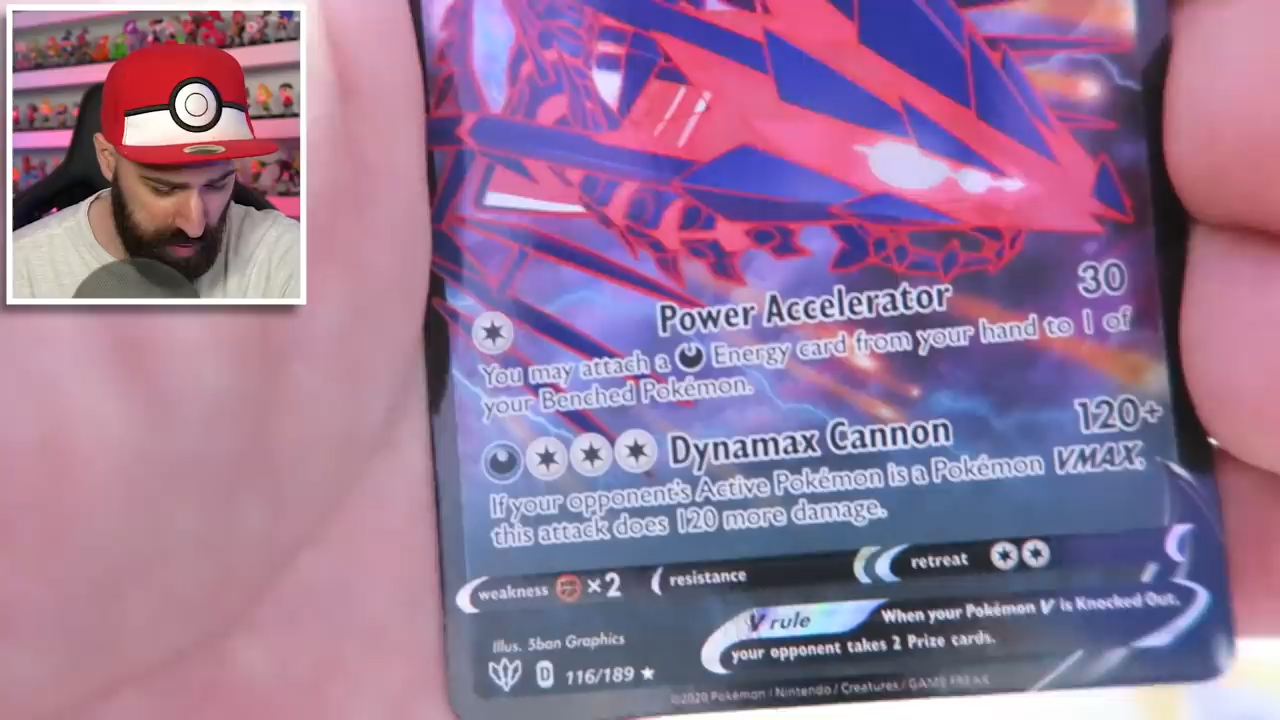 Power Accelerator 30
You may attach a Energy card from your hand to 1 of
your Benched Pokémon.
Dynamax Cannon 120+
If your opponent's Active Pokémon is a Pokémon VMAX,
this attack does 120 more damage.
weakness ×2 resistance retreat
V rule When your Pokémon V is Knocked Out,
your opponent takes 2 Prize cards.
Illus. 5ban Graphics
D 116/189 ★
©2020 Pokémon / Nintendo / Creatures / GAME FREAK